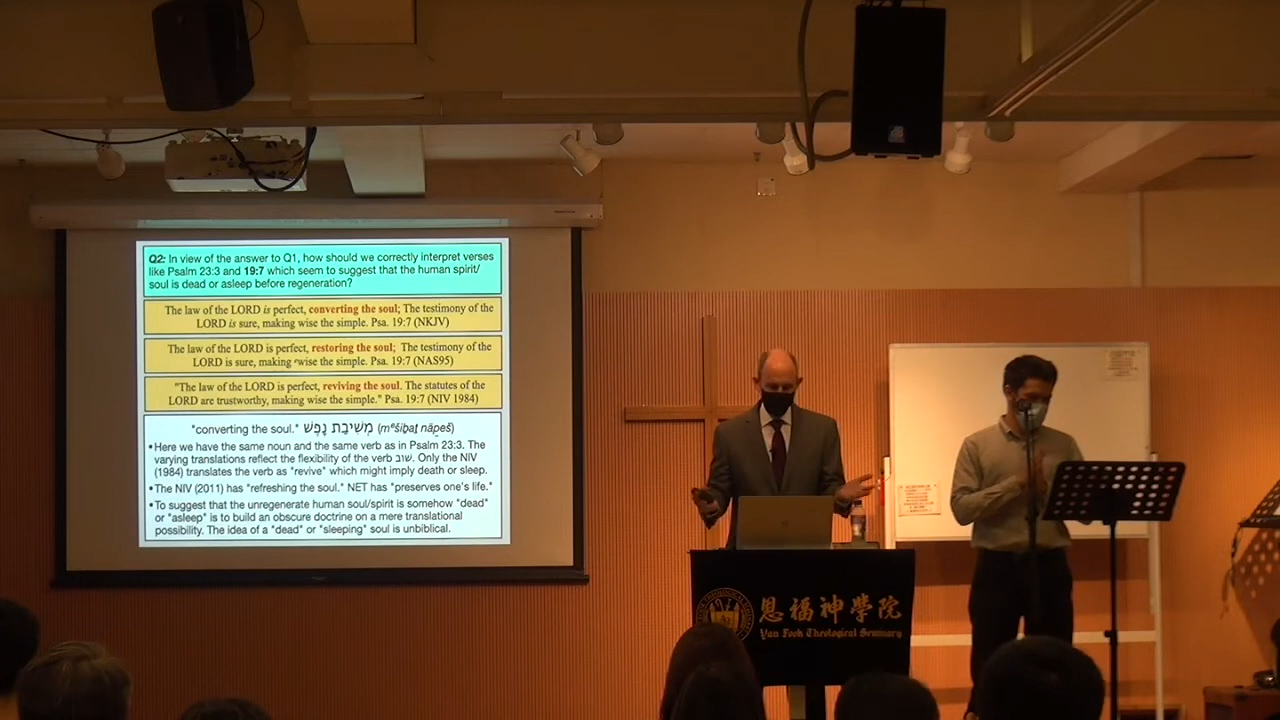 Q2: In view of the answer to Q1, how should we correctly interpret verses
like Psalm 23:3 and 19:7 which seem to suggest that the human spirit/
soul is dead or asleep before regeneration?
The law of the LORD is perfect, converting the soul; The testimony of the
LORD is sure, making wise the simple. Psa. 19:7 (NKJV)
The law of the LORD is perfect, restoring the soul; The testimony of the
LORD is sure, making wise the simple. Psa. 19:7 (NAS95)
"The law of the LORD is perfect, reviving the soul. The statutes of the
LORD are trustworthy, making wise the simple." Psa. 19:7 (NIV 1984)
"converting the soul." מְשִׁיבַת נָפֶשׁ (mᵉšîḇaṯ nāpeš)
•Here we have the same noun and the same verb as in Psalm 23:3. The
varying translations reflect the flexibility of the verb שוב. Only the NIV
(1984) translates the verb as "revive" which might imply death or sleep.
•The NIV (2011) has "refreshing the soul." NET has "preserves one's life."
•To suggest that the unregenerate human soul/spirit is somehow "dead"
or "asleep" is to build an obscure doctrine on a mere translational
possibility. The idea of a "dead" or "sleeping" soul is unbiblical.
恩福神學院
Yan Fook Theological Seminary